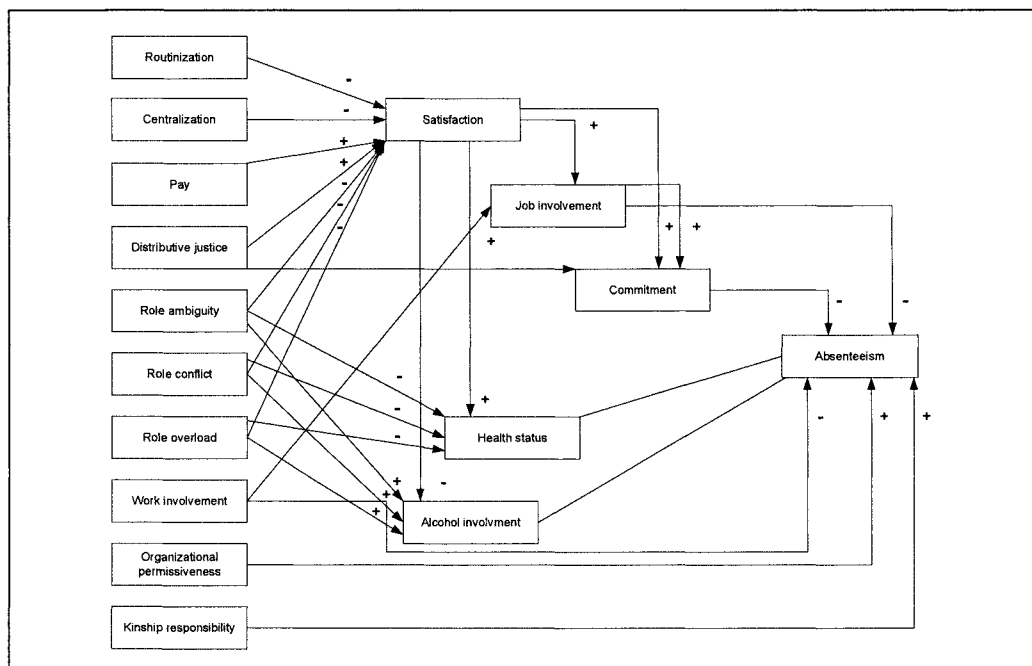 Routinization
Centralization
Pay
Distributive justice
Role ambiguity
Role conflict
Role overload
Work involvement
Organizational
permissiveness
Kinship responsibility
Satisfaction
Job involvement
Commitment
Absenteeism
Health status
Alcohol involvment
-
-
+
+
-
-
-
+
+
+
+
-
-
-
-
-
+
+
+
+
-
-
+
+